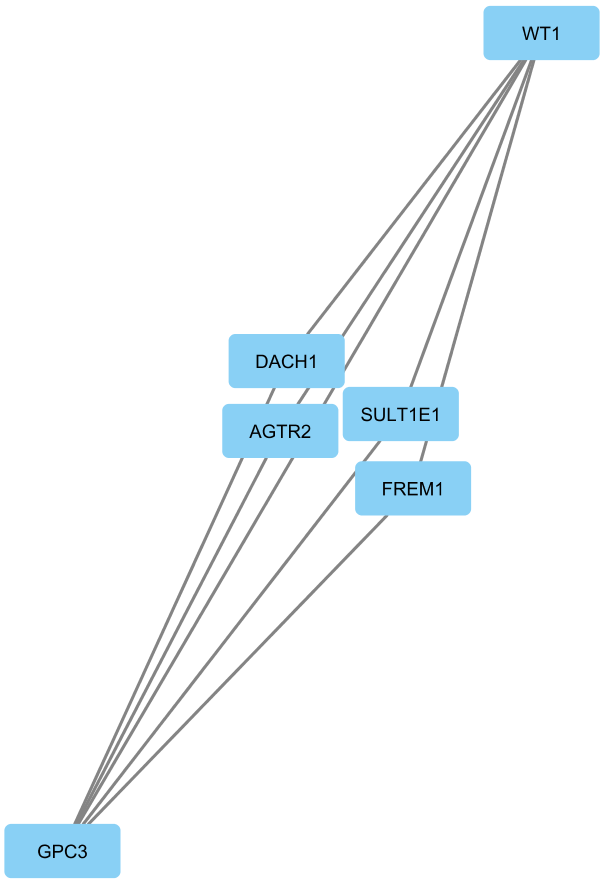 WT1
DACH1
SULT1E1
AGTR2
FREM1
GPC3